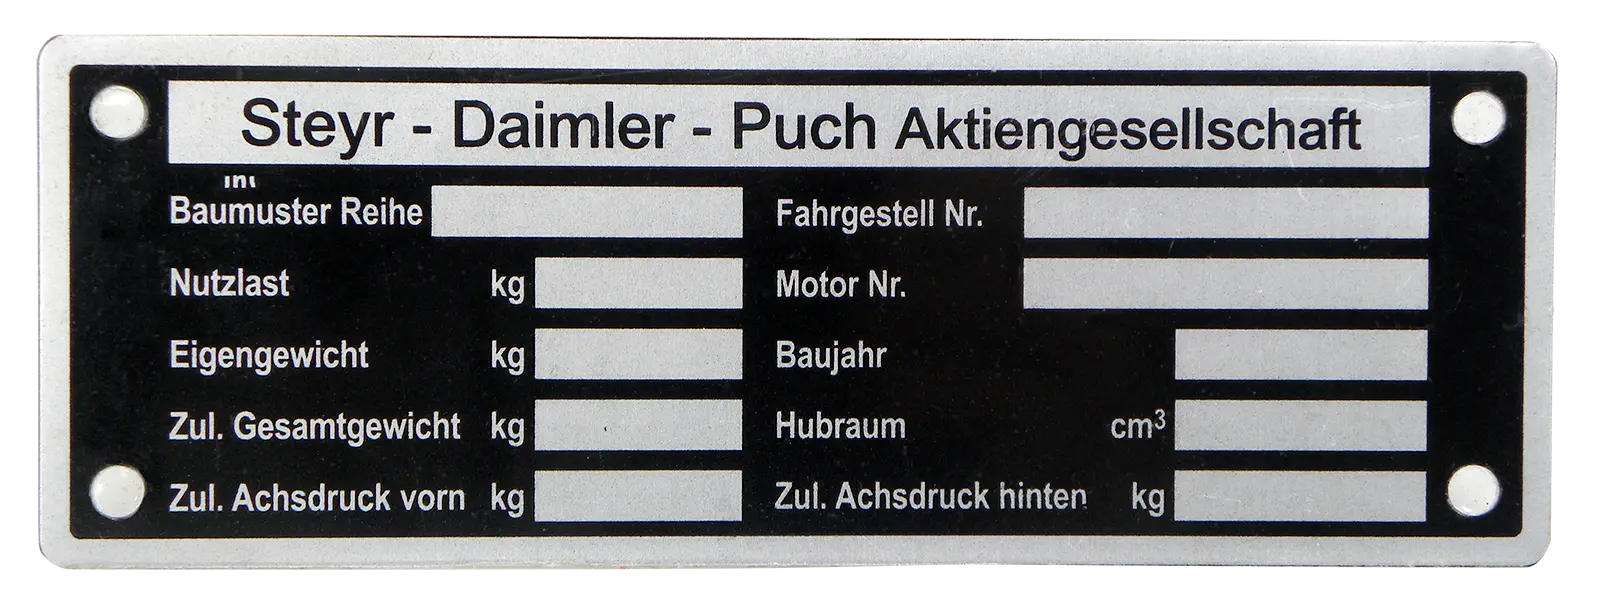 Steyr - Daimler - Puch Aktiengesellschaft
Baumuster Reihe
Fahrgestell Nr.
Nutzlast kg
Motor Nr.
Eigengewicht kg
Baujahr
Zul. Gesamtgewicht kg
Hubraum cm³
Zul. Achsdruck vorn kg
Zul. Achsdruck hinten kg